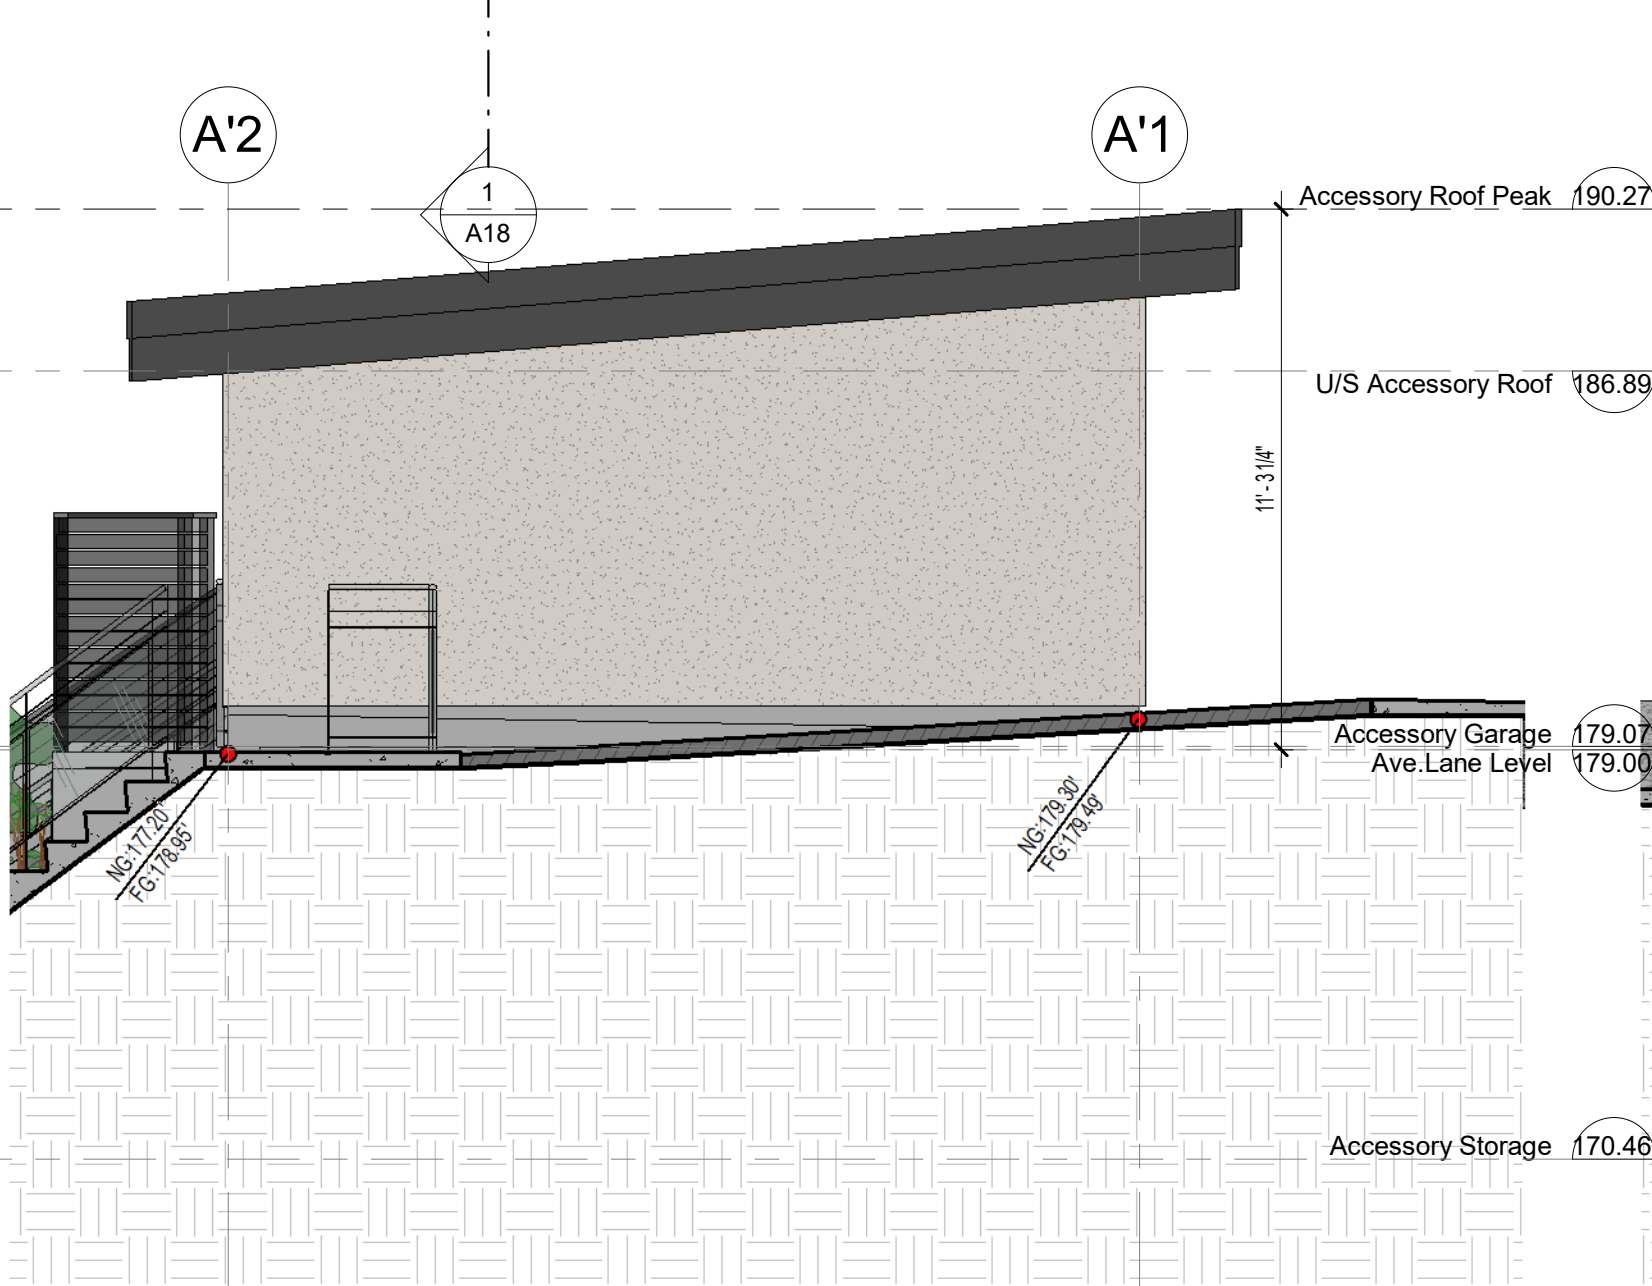 A'2
A'1
1
A18
Accessory Roof Peak 190.27
U/S Accessory Roof 186.89
11' - 3 1/4"
Accessory Garage 179.07
Ave.Lane Level 179.00
NG:177.20'
FG:178.95'
NG:179.30'
FG:179.49'
Accessory Storage 170.46